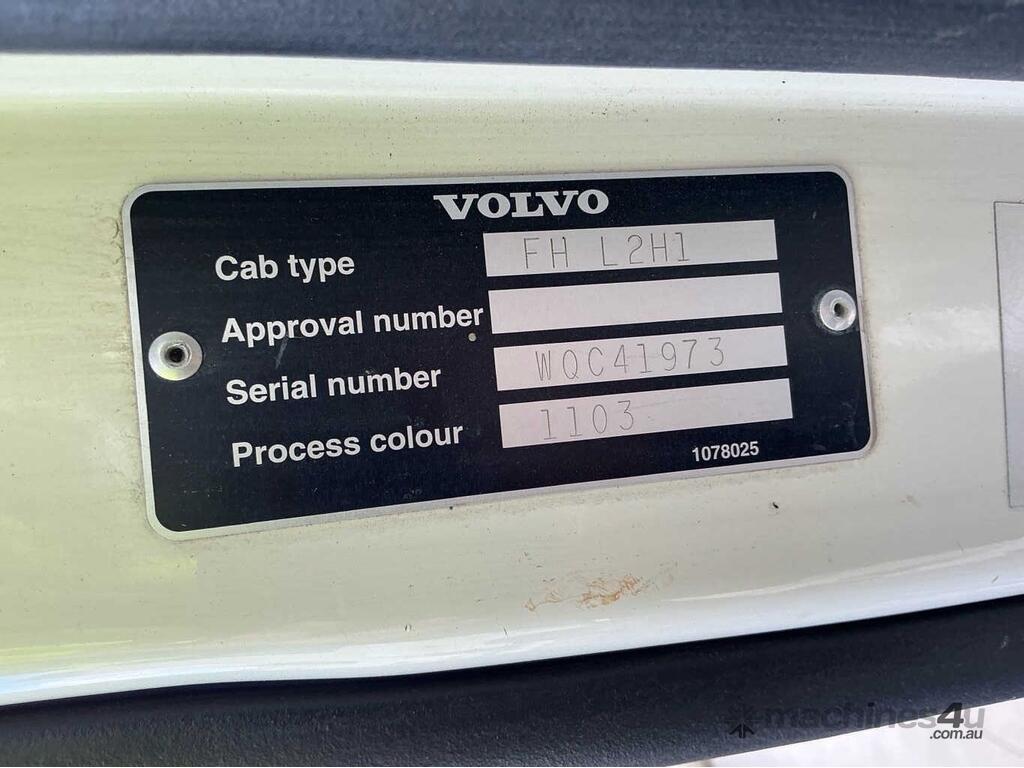 VOLVO
Cab type FH L2H1
Approval number
Serial number WQC41973
Process colour 1103
1078025
machines4u
.com.au